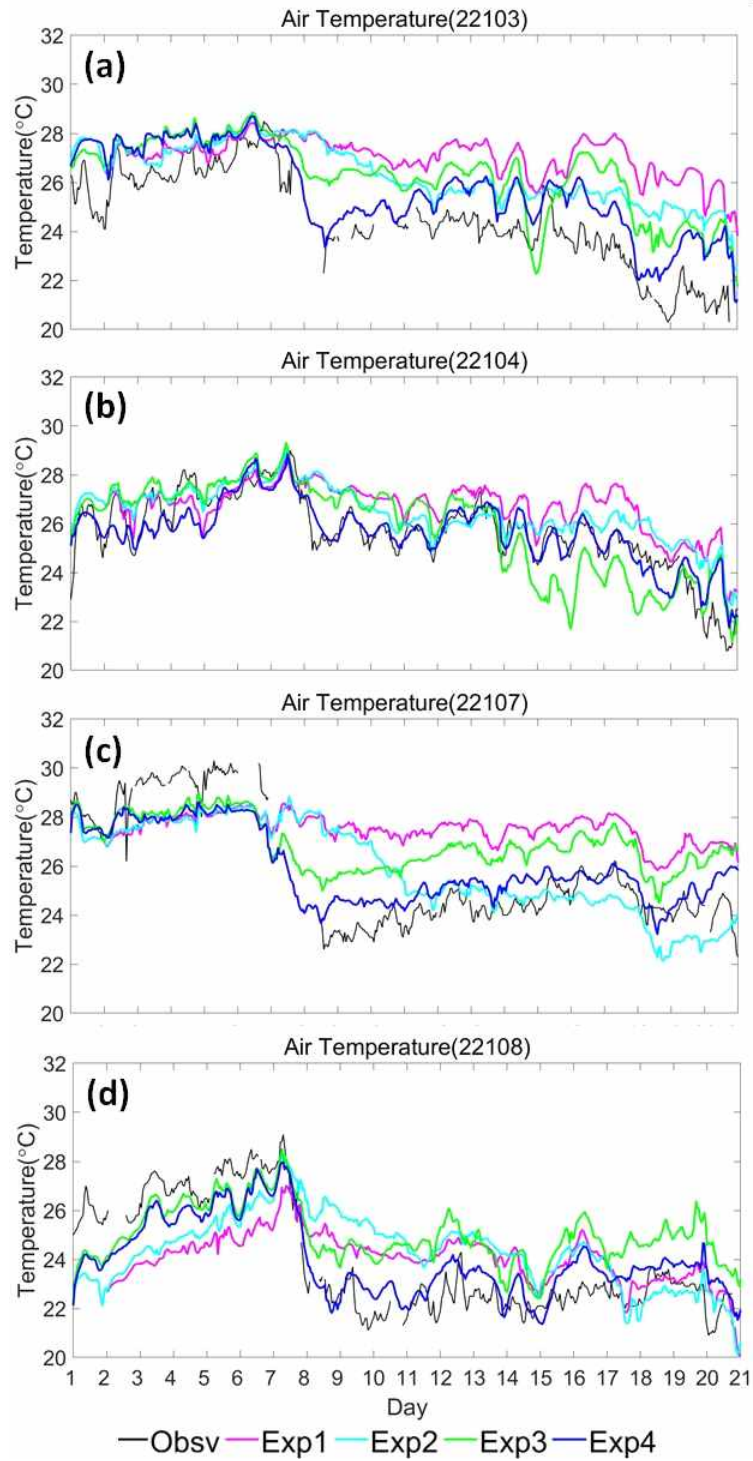 Air Temperature(22103)
(a)
32
30
28
26
24
22
20
Temperature(°C)
Air Temperature(22104)
(b)
32
30
28
26
24
22
20
Temperature(°C)
Air Temperature(22107)
(c)
32
30
28
26
24
22
20
Temperature(°C)
Air Temperature(22108)
(d)
32
30
28
26
24
22
20
Temperature(°C)
1 2 3 4 5 6 7 8 9 10 11 12 13 14 15 16 17 18 19 20 21
Day
Obsv Exp1 Exp2 Exp3 Exp4